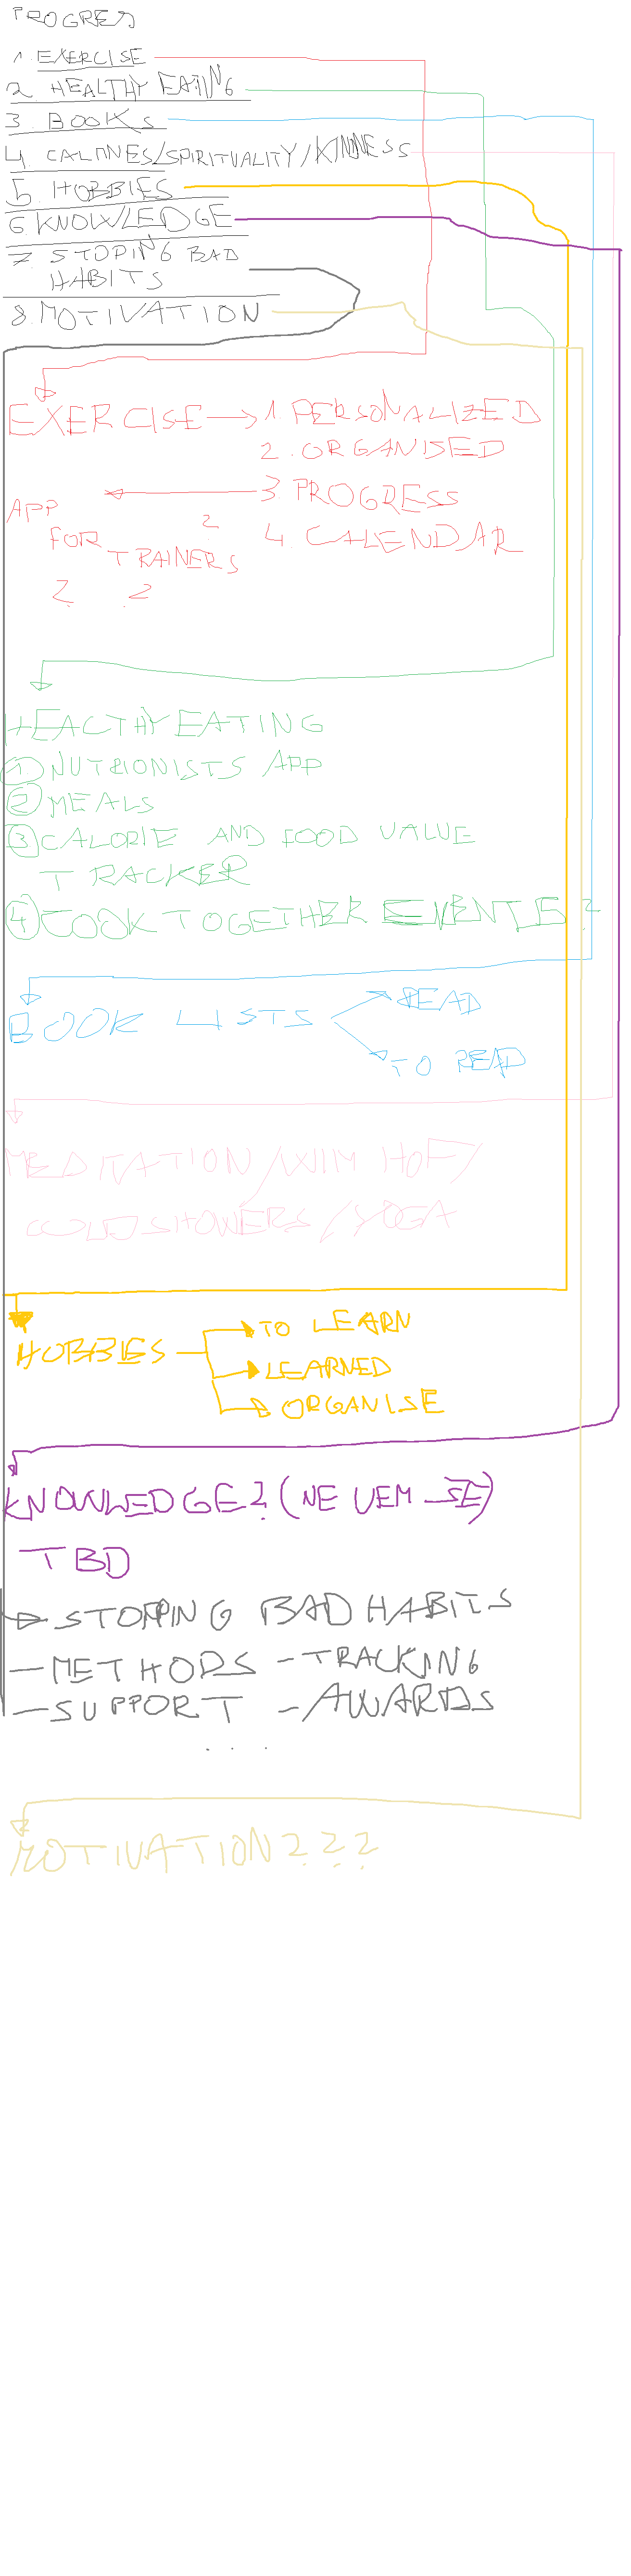 PROGRES
1. EXERCISE
2. HEALTHY EATING
3. BOOKS
4. CALMNES/SPIRITUALITY/KINDNESS
5. HOBBIES
6 KNOWLEDGE
7. STOPING BAD
HABITS
8. MOTIVATION
EXERCISE → 1. PERSONALIZED
2. ORGANISED
3 PROGRESS
4. CALENDAR
APP
FOR TRAINERS ?
? ?
HEALTHY EATING
1 NUTRIONISTS APP
2 MEALS
3 CALORIE AND FOOD VALUE
TRACKER
4 COOK TOGETHER EVENTS?
BOOK LISTS
READ
TO READ
MEDITATION/WIM HOF/
COLD SHOWERS/YOGA
HOBBIES
TO LEARN
LEARNED
ORGANISE
KNOWLEDGE? (NE VEM SE)
TBD
STOPPING BAD HABITS
- METHODS - TRACKING
- SUPPORT - AWARDS
. . .
MOTIVATION???